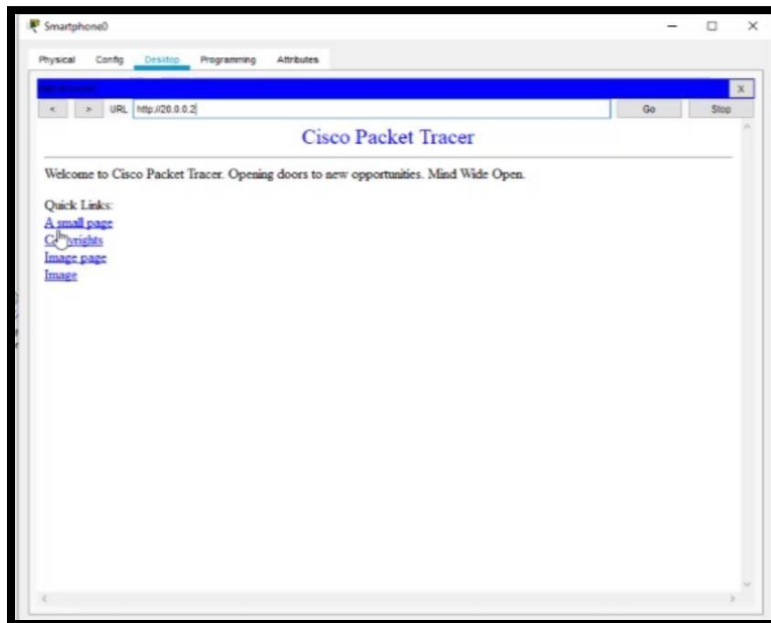 Smartphone0
Physical Config Desktop Programming Attributes
X
< > URL http://20.0.0.2 Go Stop
Cisco Packet Tracer
Welcome to Cisco Packet Tracer. Opening doors to new opportunities. Mind Wide Open.
Quick Links:
A small page
Copyrights
Image page
Image